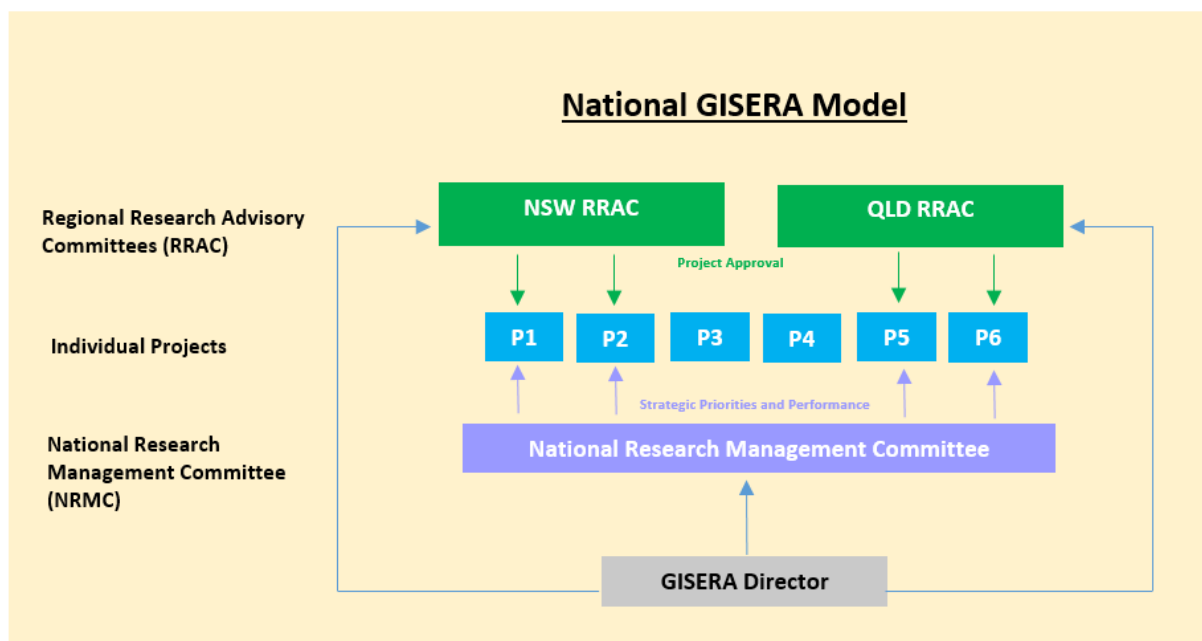 National GISERA Model
Regional Research Advisory
Committees (RRAC)
NSW RRAC
QLD RRAC
Project Approval
Individual Projects
P1
P2
P3
P4
P5
P6
Strategic Priorities and Performance
National Research
Management Committee
(NRMC)
National Research Management Committee
GISERA Director